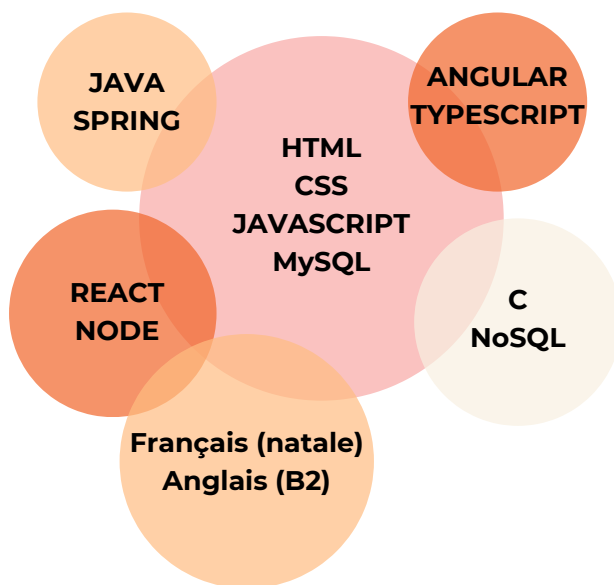 JAVA
SPRING
ANGULAR
TYPESCRIPT
HTML
CSS
JAVASCRIPT
MySQL
REACT
NODE
C
NoSQL
Français (natale)
Anglais (B2)